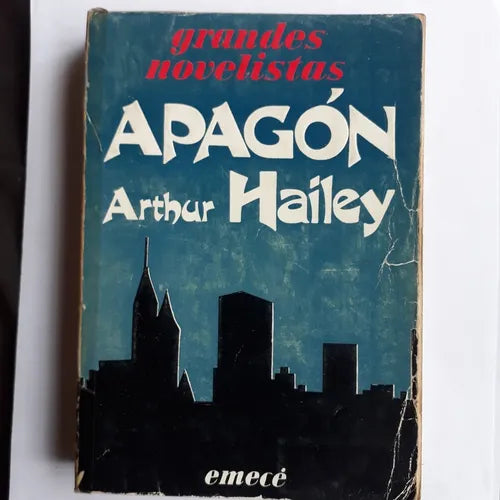 grandes
novelistas
APAGÓN
Arthur Hailey
emecé